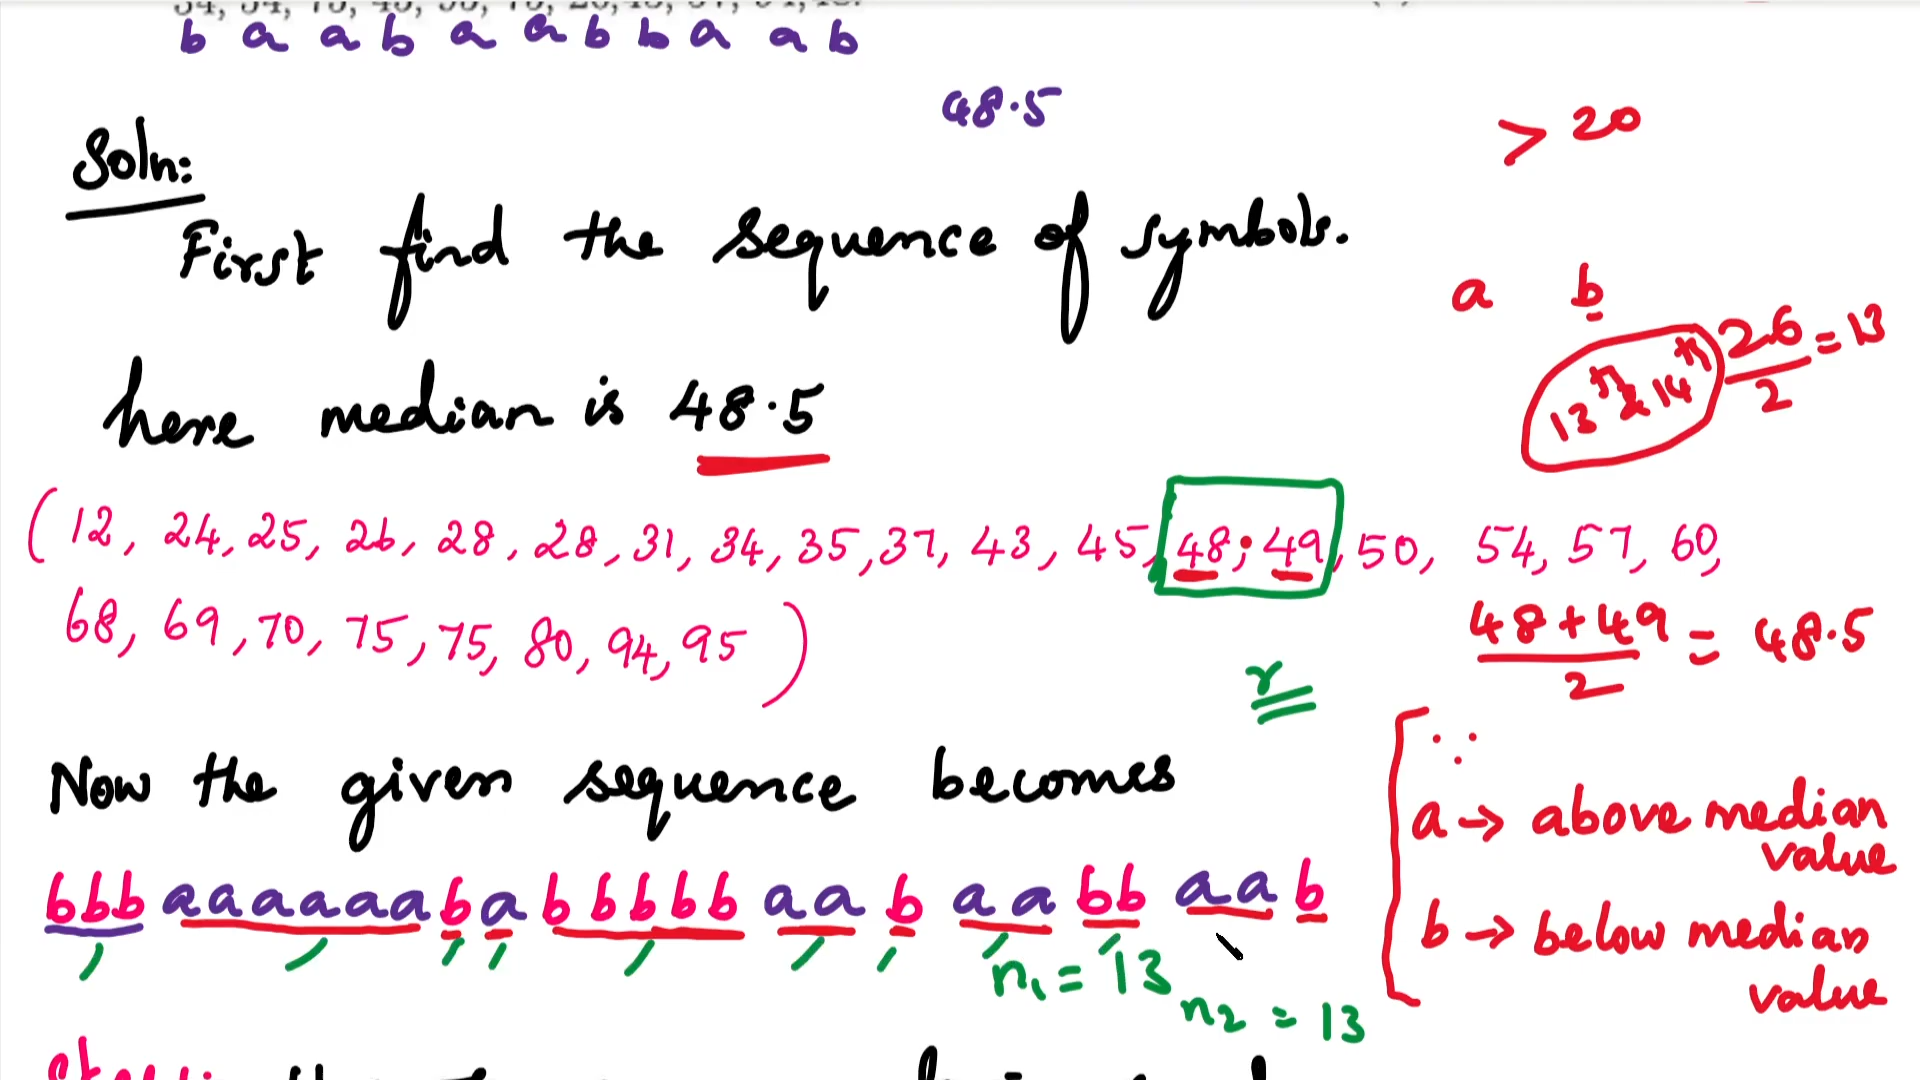 b a a b a a b b a a b
48.5
> 20
Soln:
First find the sequence of symbols.
a b
13th & 14th
26/2 = 13
here median is 48.5
(12, 24, 25, 26, 28, 28, 31, 34, 35, 37, 43, 45, 48; 49, 50, 54, 57, 60,
68, 69, 70, 75, 75, 80, 94, 95)
48+49/2 = 48.5
r
Now the given sequence becomes
∵
a → above median
value
b → below median
value
bbb aaaaaa b a bbbbb aa b aa bb aa b
n1 = 13
n2 = 13